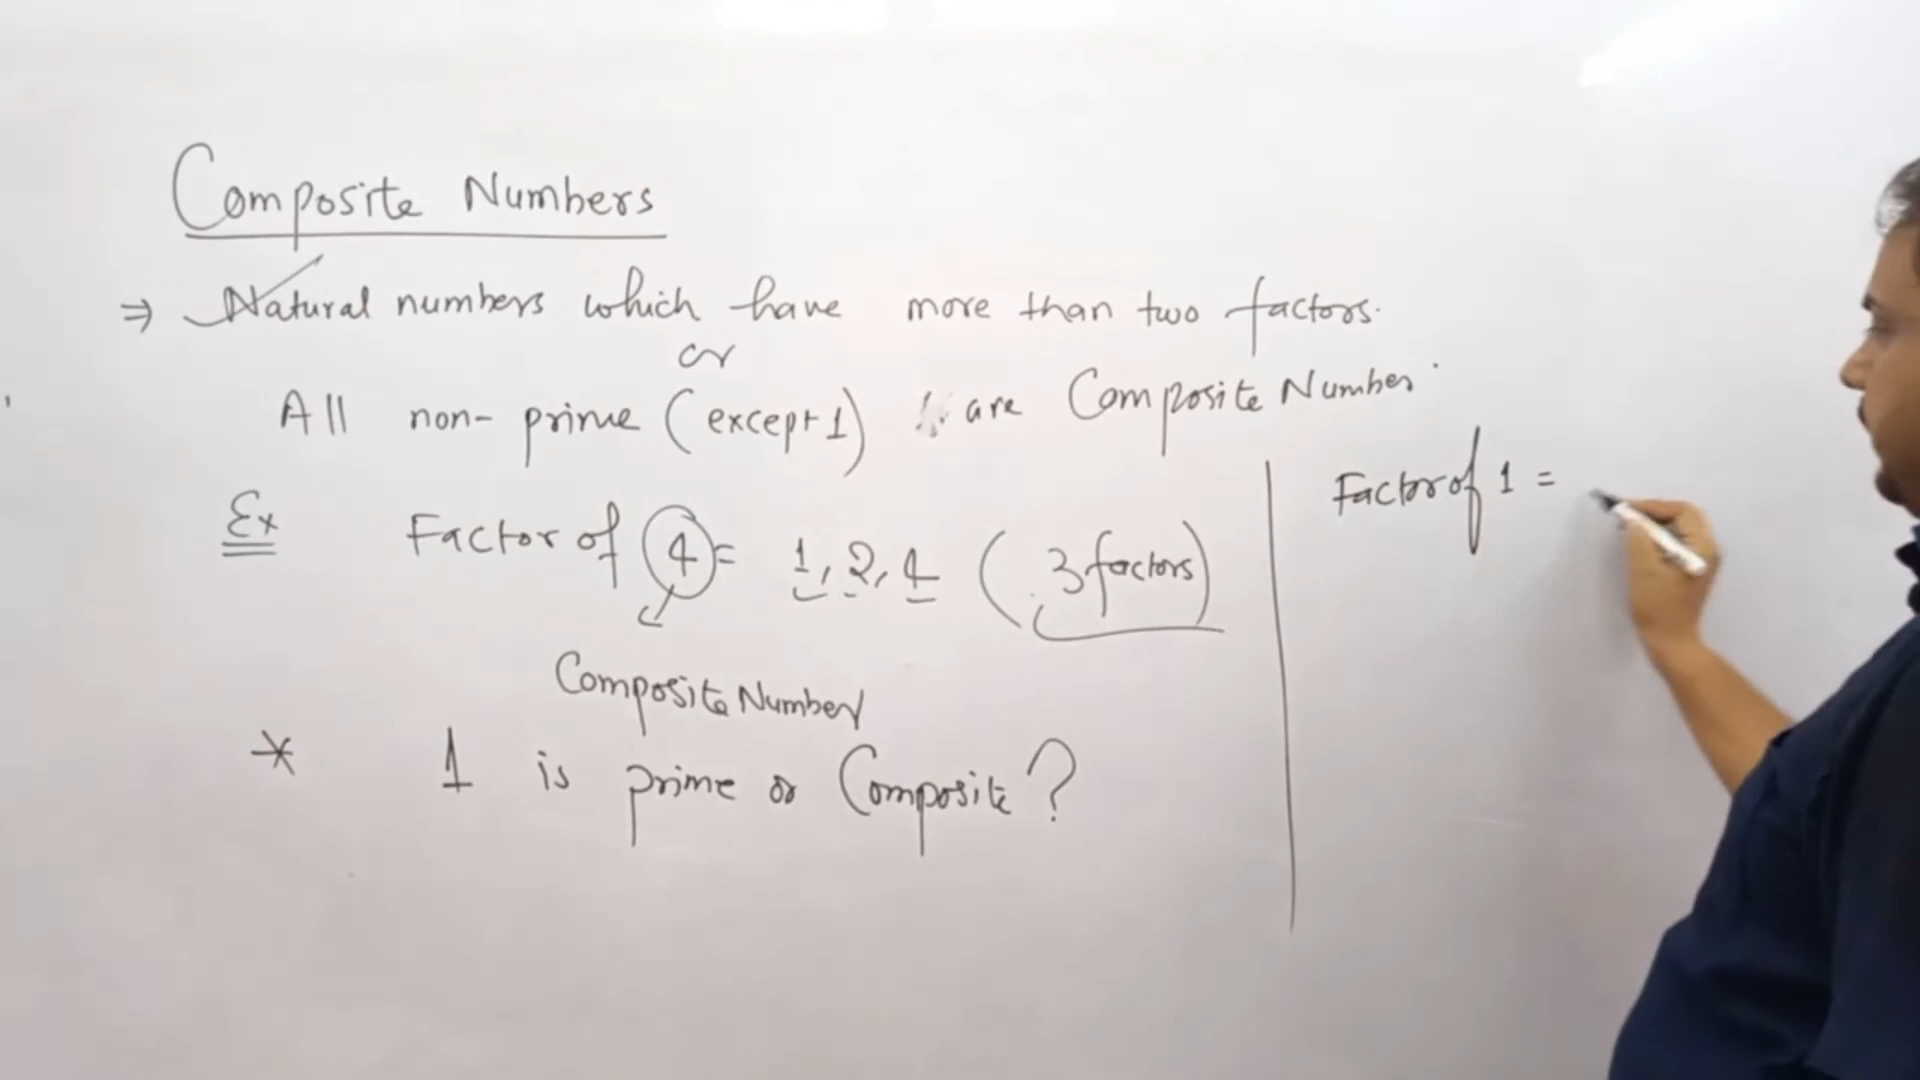 Composite Numbers
⇒ Natural numbers which have more than two factors.
or
All non-prime (except 1) are Composite Number.
Ex Factor of 4 = 1, 2, 4 (3 factors)
Composite Number
* 1 is prime or Composite?
Factor of 1 =